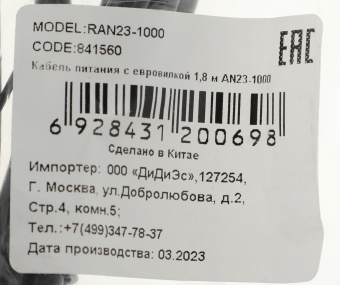 MODEL:RAN23-1000
CODE:841560
EAC
Кабель питания с евровилкой 1,8 м AN23-1000
6 928431 200698
Сделано в Китае
Импортер: ООО «ДиДиЭс»,127254,
Г. Москва, ул.Добролюбова, д.2,
Стр.4, комн.5;
Тел.:+7(499)347-78-37
Дата производства: 03.2023